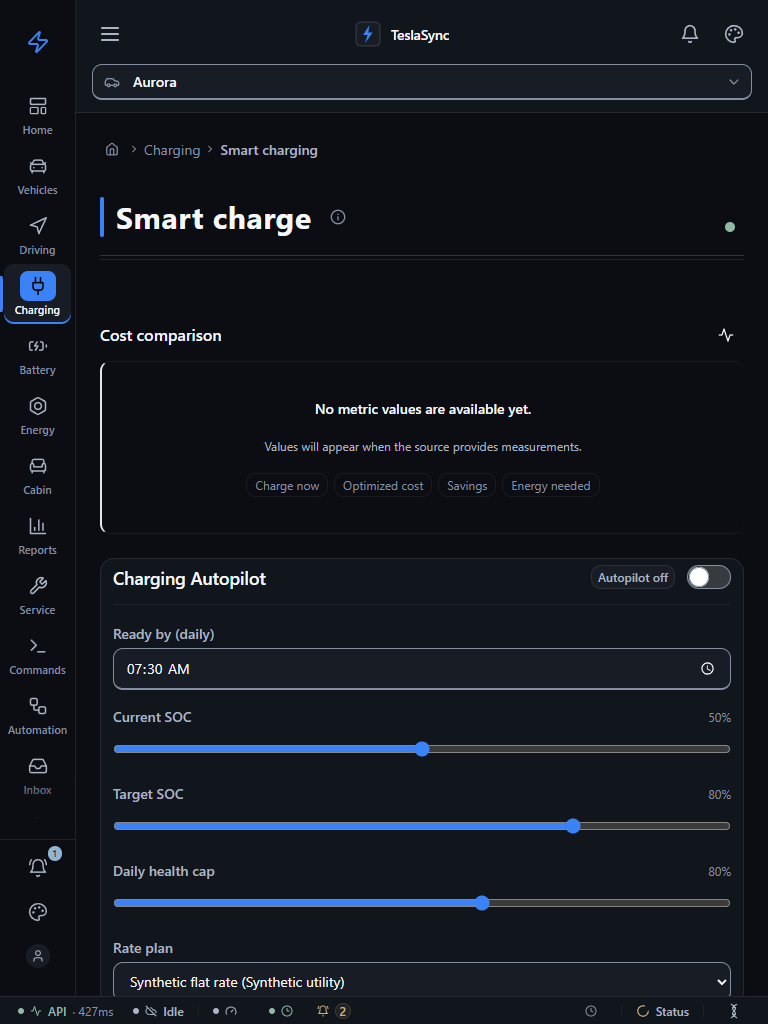 TeslaSync
Aurora
Home
Vehicles
Driving
Charging
Battery
Energy
Cabin
Reports
Service
Commands
Automation
Inbox
1
Charging
Smart charging
Smart charge
Cost comparison
No metric values are available yet.
Values will appear when the source provides measurements.
Charge now
Optimized cost
Savings
Energy needed
Charging Autopilot
Autopilot off
Ready by (daily)
07:30 AM
Current SOC
50%
Target SOC
80%
Daily health cap
80%
Rate plan
Synthetic flat rate (Synthetic utility)
API · 427ms
Idle
2
Status